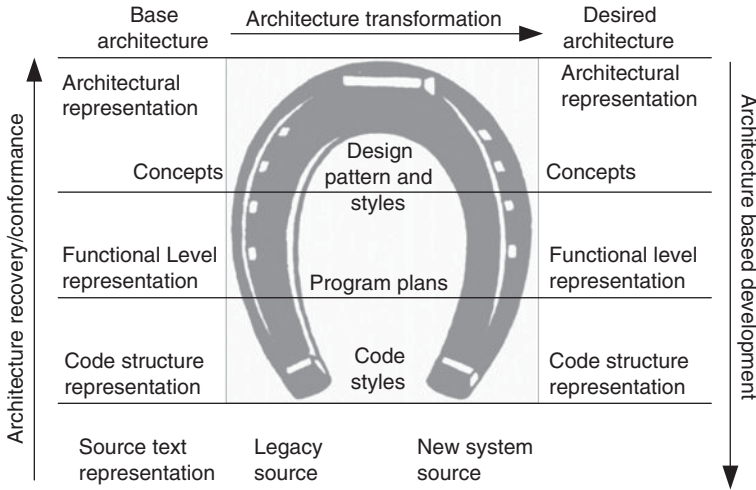 Base
architecture
Architecture transformation
Desired
architecture
Architecture recovery/conformance
Architectural
representation
Architectural
representation
Concepts
Design
pattern and
styles
Concepts
Functional Level
representation
Program plans
Functional level
representation
Code structure
representation
Code
styles
Code structure
representation
Source text
representation
Legacy
source
New system
source
Architecture based development